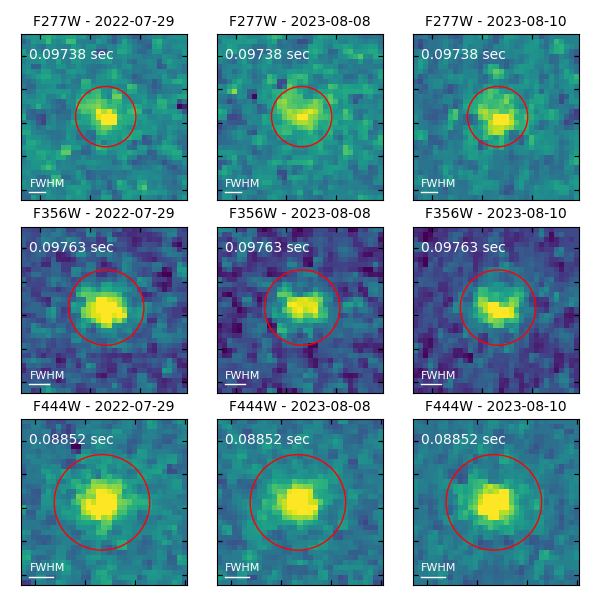 F277W - 2022-07-29
F277W - 2023-08-08
F277W - 2023-08-10
0.09738 sec
0.09738 sec
0.09738 sec
FWHM
FWHM
FWHM
F356W - 2022-07-29
F356W - 2023-08-08
F356W - 2023-08-10
0.09763 sec
0.09763 sec
0.09763 sec
FWHM
FWHM
FWHM
F444W - 2022-07-29
F444W - 2023-08-08
F444W - 2023-08-10
0.08852 sec
0.08852 sec
0.08852 sec
FWHM
FWHM
FWHM